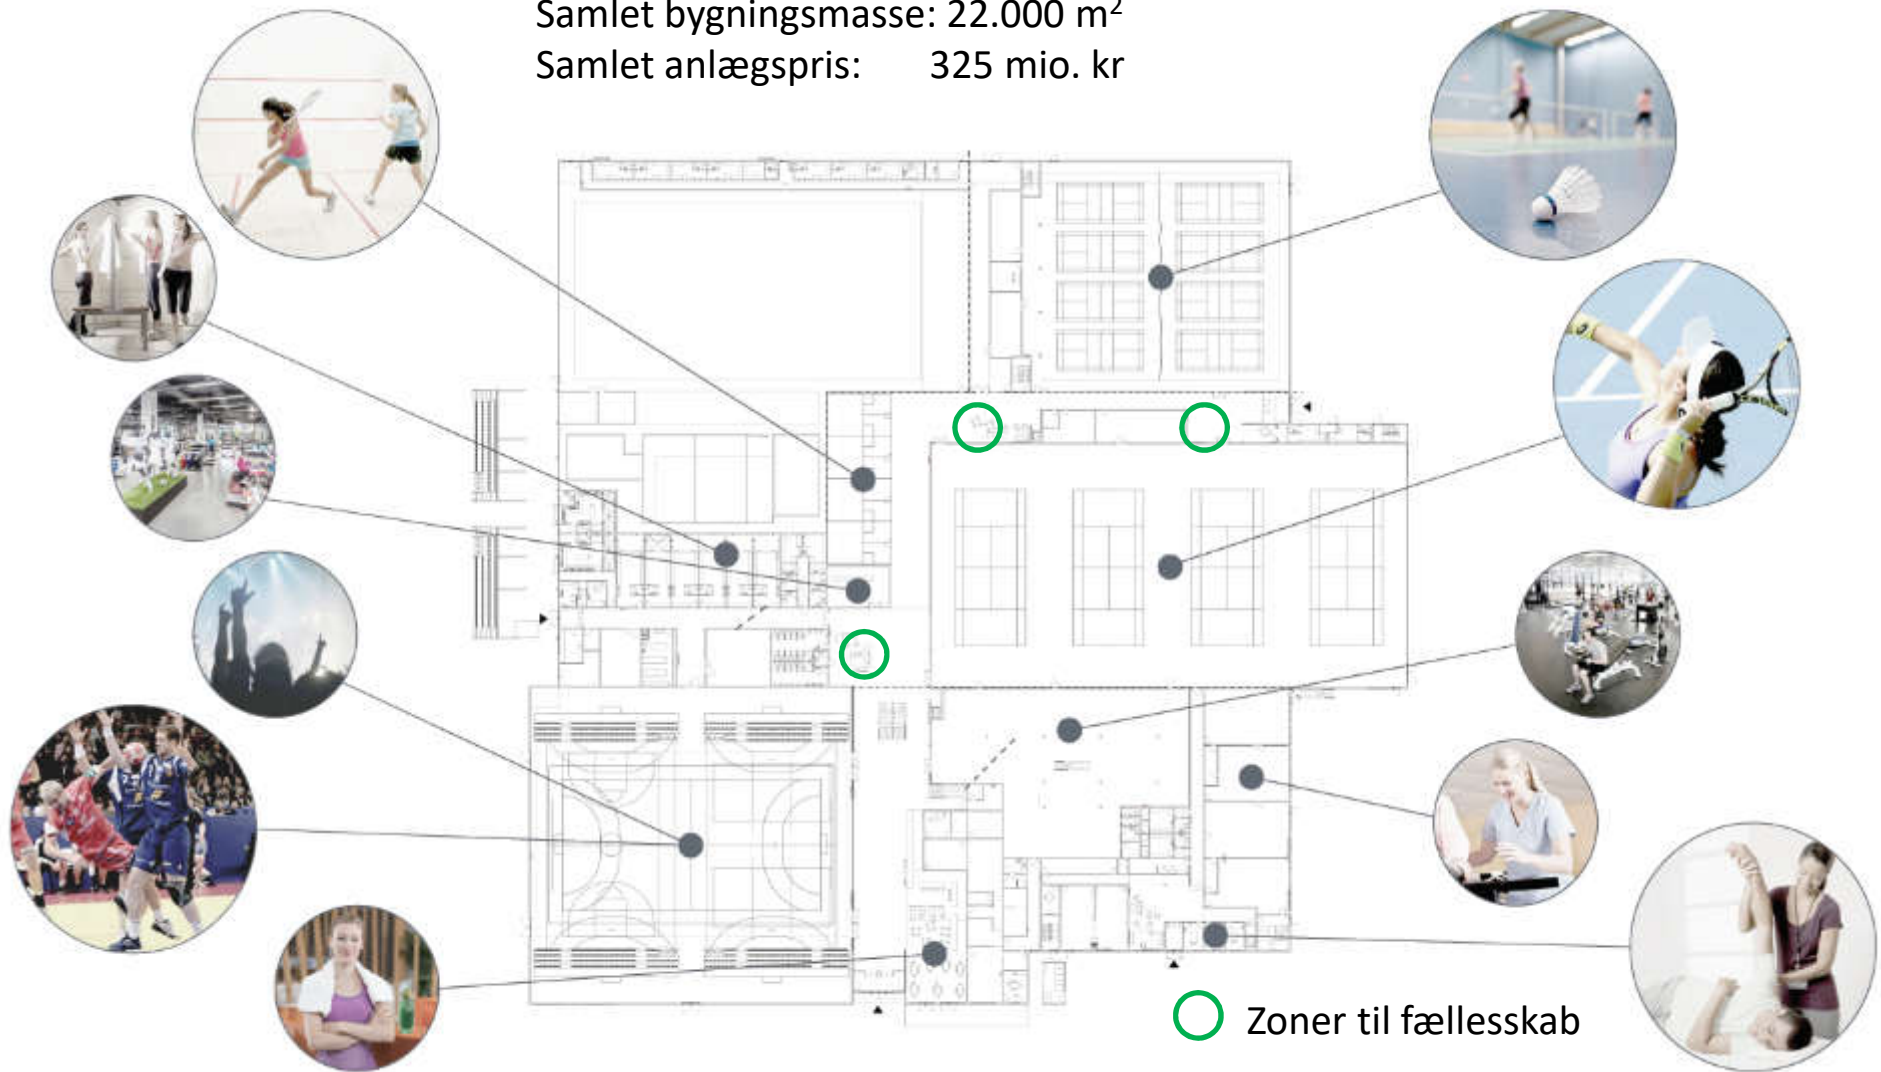 Samlet bygningsmasse: 22.000 m²
Samlet anlægspris: 325 mio. kr
Zoner til fællesskab